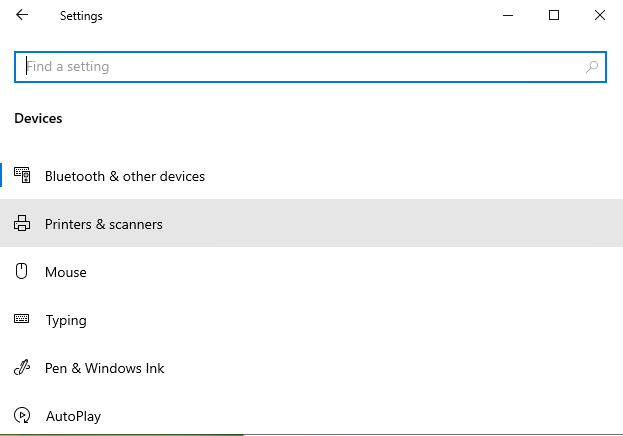 Settings
Find a setting
Devices
Bluetooth & other devices
Printers & scanners
Mouse
Typing
Pen & Windows Ink
AutoPlay